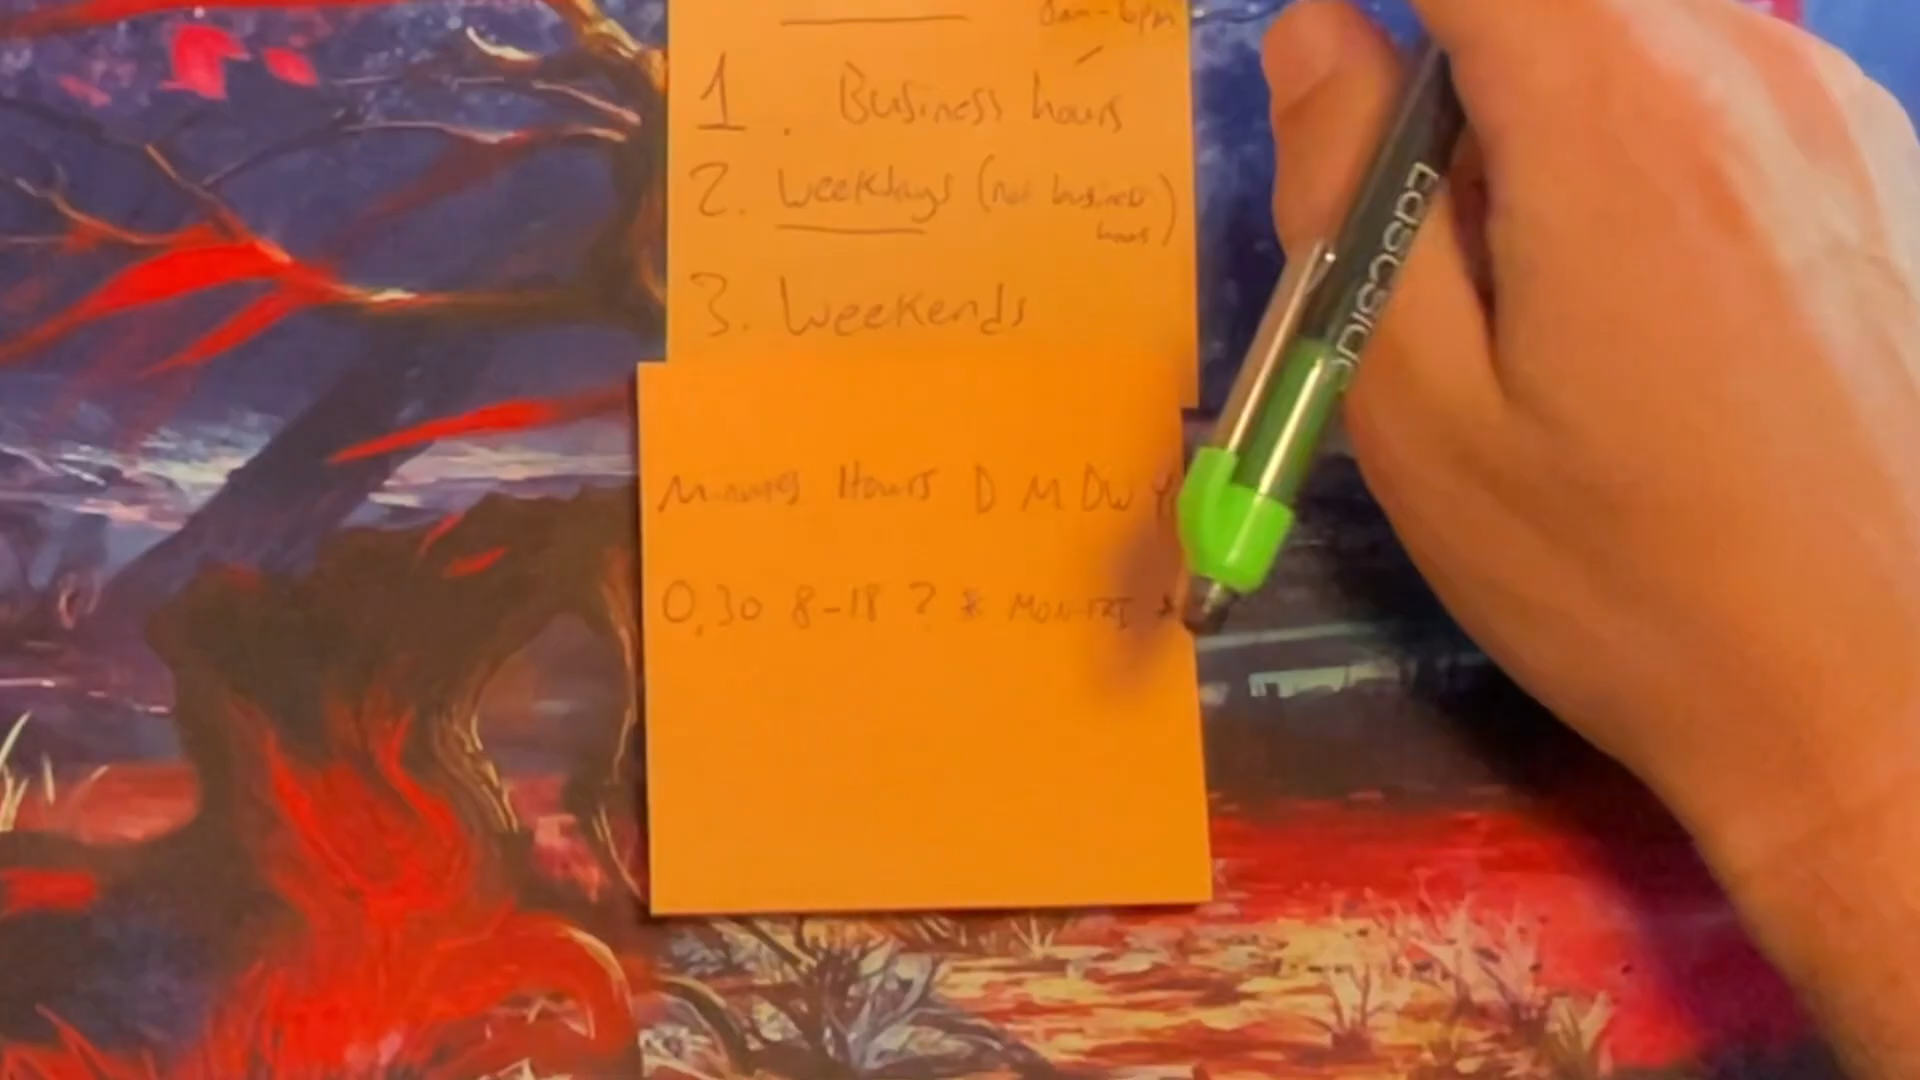 8am-6pm
1. Business hours
2. Weekdays (not business
hours)
3. Weekends
Minutes Hours D M DW Y
0,30 8-18 ? * MON-FRI *
Lascaside